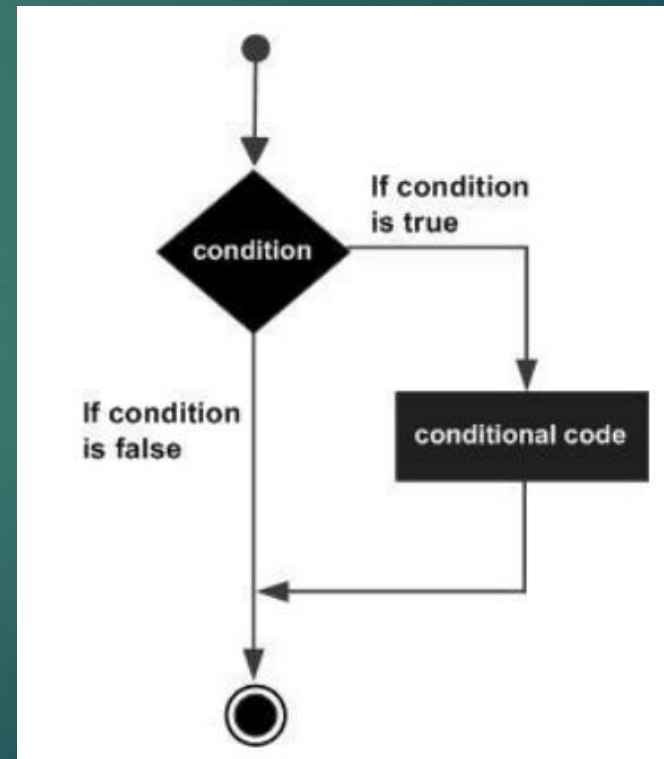 If condition
is true
condition
If condition
is false
conditional code